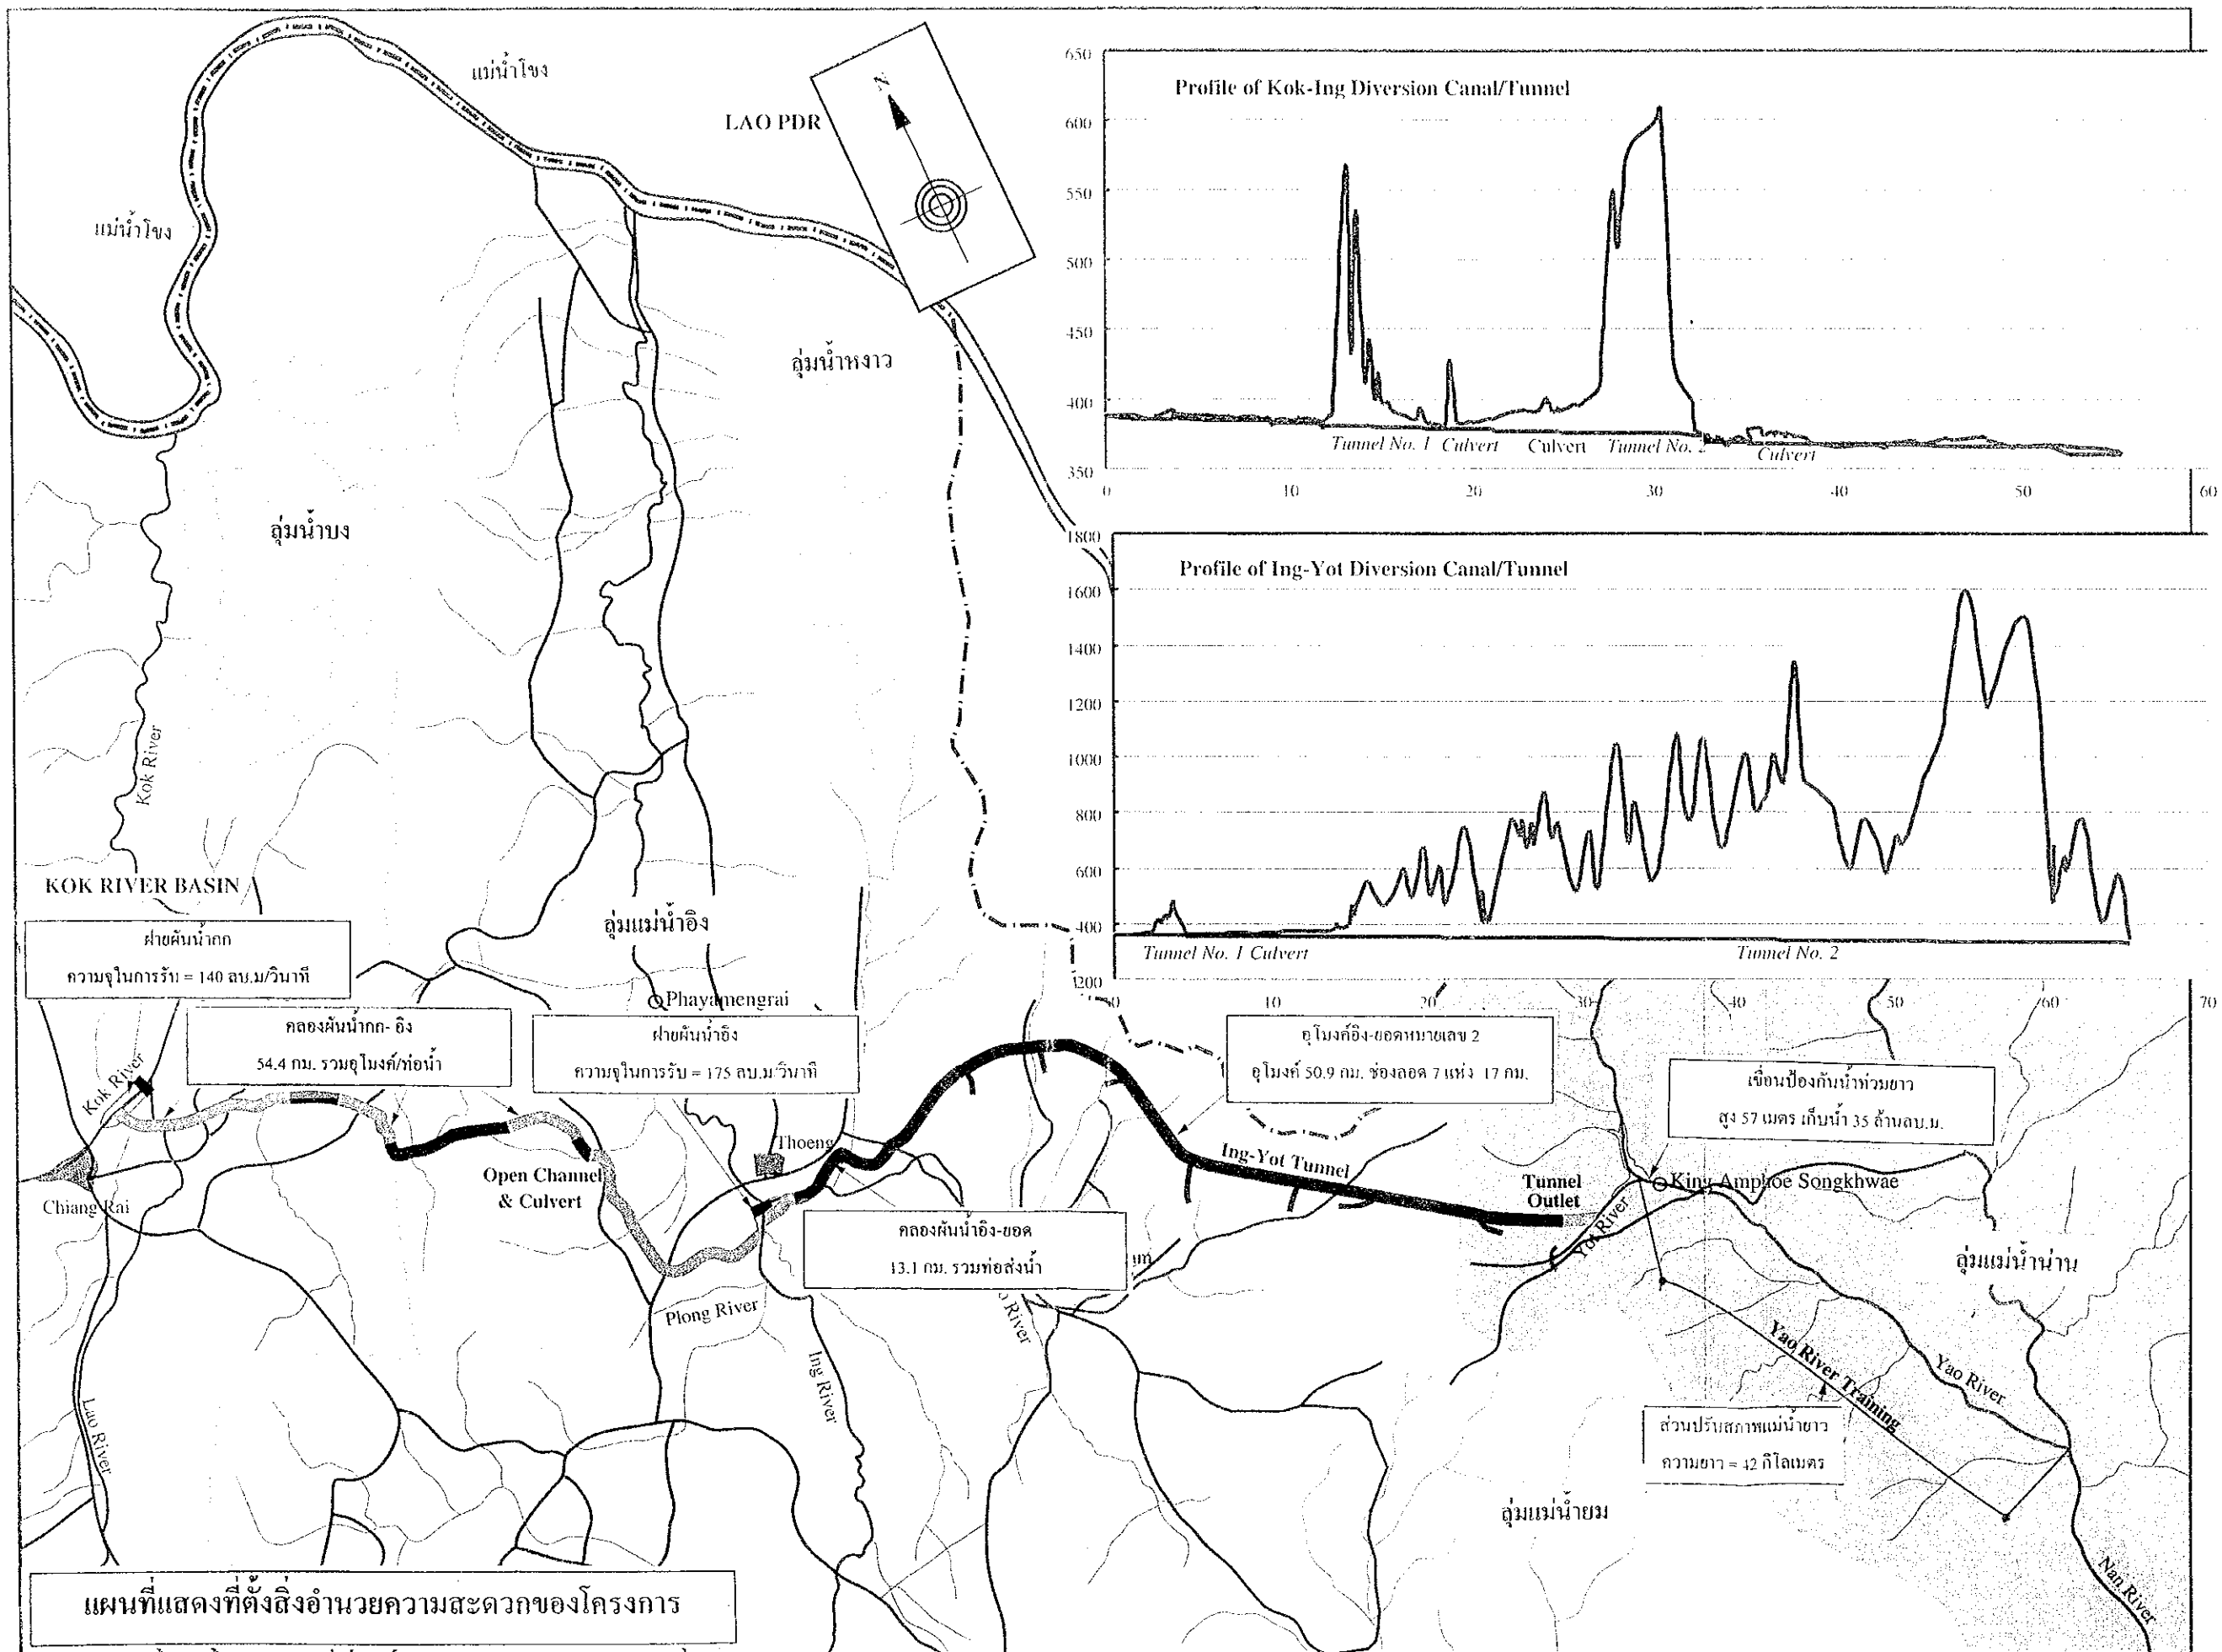 แม่น้ำโขง
LAO PDR
N
แม่น้ำโขง
ลุ่มน้ำหงาว
ลุ่มน้ำบง
Kok River
KOK RIVER BASIN
ลุ่มแม่น้ำอิง
Profile of Kok-Ing Diversion Canal/Tunnel
650
600
550
500
450
400
350
Tunnel No. 1 Culvert Culvert Tunnel No. 2 Culvert
0 10 20 30 40 50 60
Profile of Ing-Yot Diversion Canal/Tunnel
1800
1600
1400
1200
1000
800
600
400
200
Tunnel No. 1 Culvert Tunnel No. 2
0 10 20 30 40 50 60 70
ฝายผันน้ำกก
ความจุในการรับ = 140 ลบ.ม/วินาที
คลองผันน้ำกก- อิง
54.4 กม. รวมอุโมงค์/ท่อน้ำ
Phayamengrai
ฝายผันน้ำอิง
ความจุในการรับ = 175 ลบ.ม/วินาที
อุโมงค์อิง-ยอดหมายเลข 2
อุโมงค์ 50.9 กม. ช่องลอด 7 แห่ง 17 กม.
เขื่อนป้องกันน้ำท่วมยาว
สูง 57 เมตร เก็บน้ำ 35 ล้านลบ.ม.
Kok River
Chiang Rai
Open Channel
& Culvert
Thoeng
Ing-Yot Tunnel
Tunnel
Outlet
King Amphoe Songkhwae
Yot River
คลองผันน้ำอิง-ยอด
13.1 กม. รวมท่อส่งน้ำ
ลุ่มแม่น้ำน่าน
Plong River
Ing River
River
Lao River
Yao River Training
Yao River
ส่วนปรับสภาพแม่น้ำยาว
ความยาว = 42 กิโลเมตร
ลุ่มแม่น้ำยม
Nan River
แผนที่แสดงที่ตั้งสิ่งอำนวยความสะดวกของโครงการ